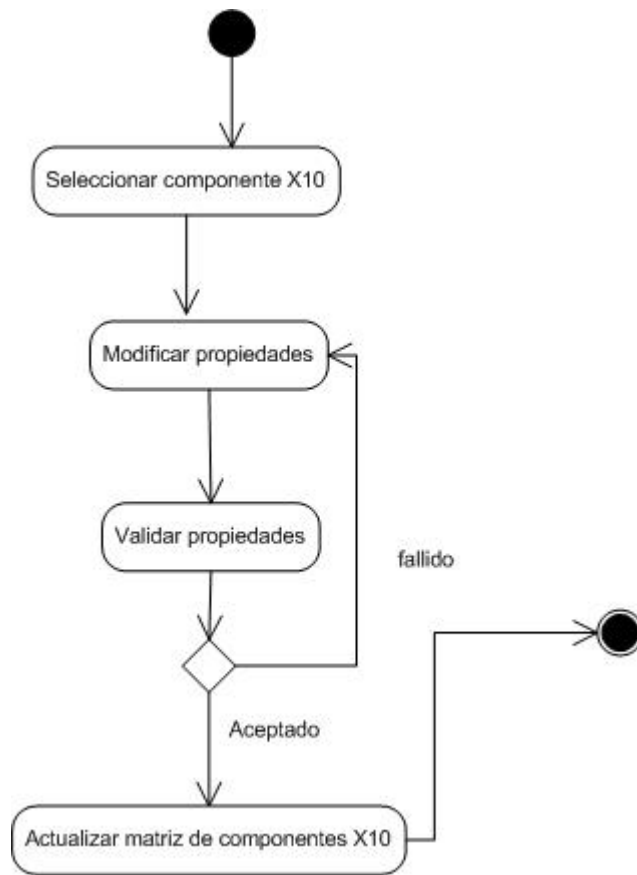 Seleccionar componente X10
Modificar propiedades
Validar propiedades
fallido
Aceptado
Actualizar matriz de componentes X10